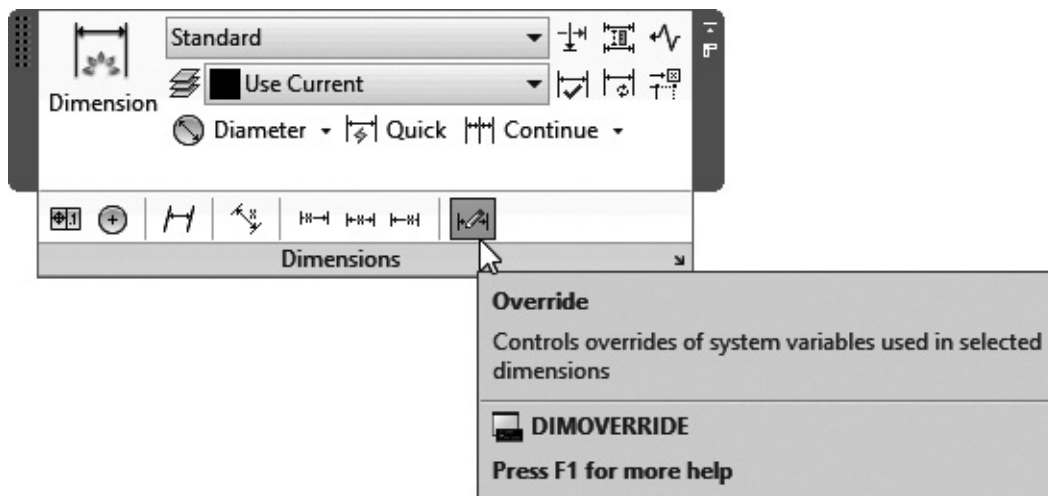 Standard
Use Current
Dimension
Diameter Quick Continue
Dimensions
Override
Controls overrides of system variables used in selected
dimensions
DIMOVERRIDE
Press F1 for more help